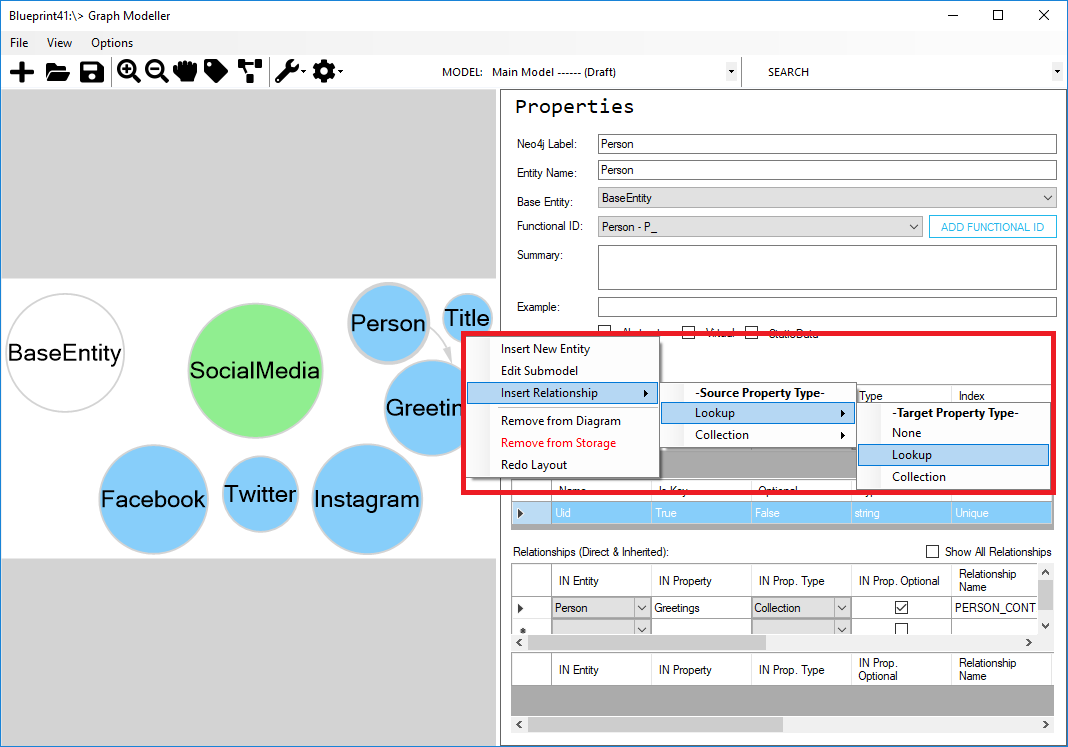 Blueprint41:\> Graph Modeller
File View Options
MODEL: Main Model ------ (Draft) SEARCH
Properties
Neo4j Label: Person
Entity Name: Person
Base Entity: BaseEntity
Functional ID: Person - P_ ADD FUNCTIONAL ID
Summary:
Example:
StaticData
BaseEntity
SocialMedia
Person
Title
Greetin
Facebook
Twitter
Instagram
Insert New Entity
Edit Submodel
Insert Relationship
Remove from Diagram
Remove from Storage
Redo Layout
-Source Property Type-
Lookup
Collection
Type Index
-Target Property Type-
None
Lookup
Collection
Name Is Key Optional
Uid True False string Unique
Relationships (Direct & Inherited): Show All Relationships
IN Entity IN Property IN Prop. Type IN Prop. Optional Relationship Name
Person Greetings Collection PERSON_CONT
IN Entity IN Property IN Prop. Type IN Prop. Optional Relationship Name